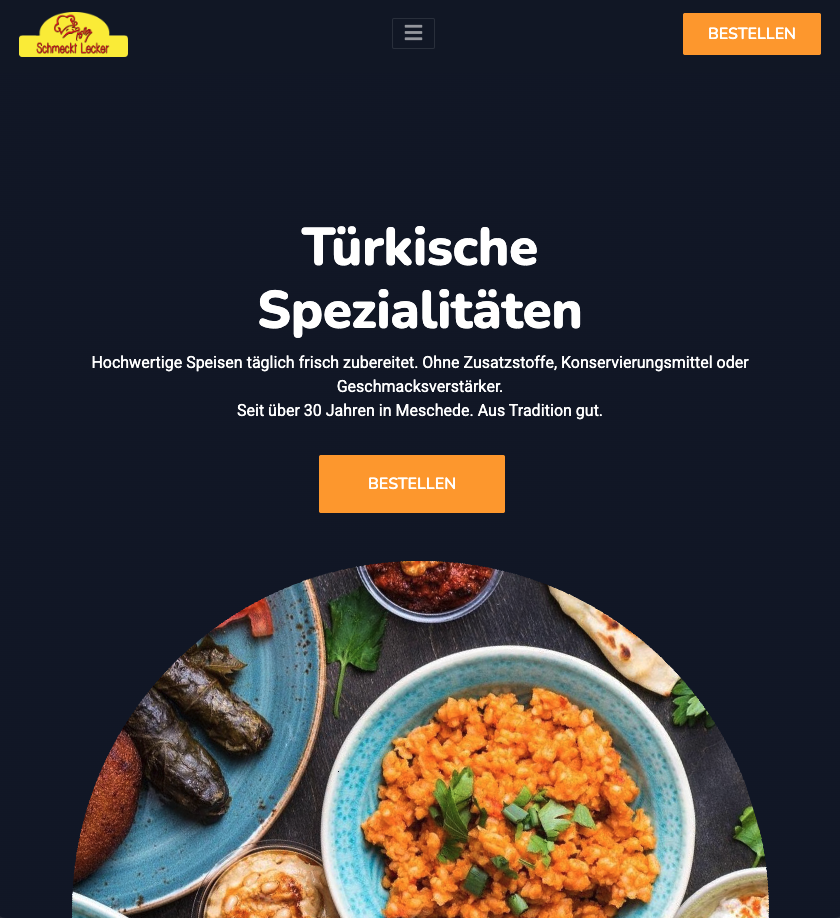 Schmeckt Lecker
BESTELLEN
Türkische
Spezialitäten
Hochwertige Speisen täglich frisch zubereitet. Ohne Zusatzstoffe, Konservierungsmittel oder
Geschmacksverstärker.
Seit über 30 Jahren in Meschede. Aus Tradition gut.
BESTELLEN